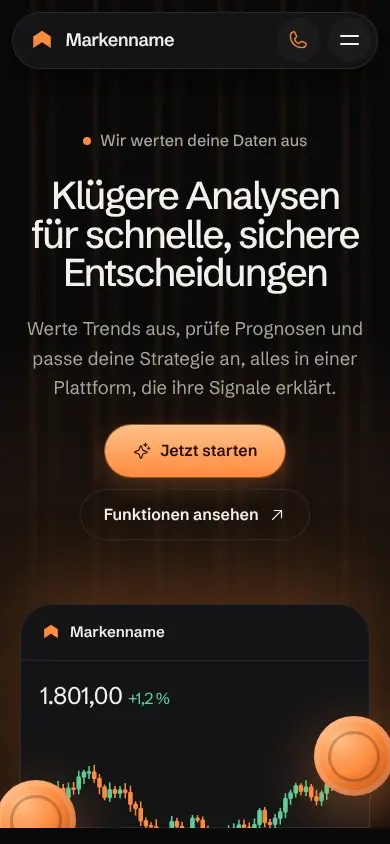 Markenname
Wir werten deine Daten aus
Klügere Analysen
für schnelle, sichere
Entscheidungen
Werte Trends aus, prüfe Prognosen und
passe deine Strategie an, alles in einer
Plattform, die ihre Signale erklärt.
Jetzt starten
Funktionen ansehen
Markenname
1.801,00 +1,2 %